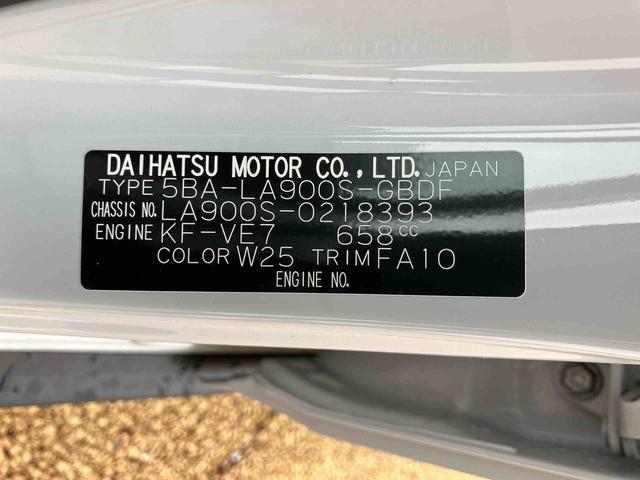 DAIHATSU MOTOR CO., LTD. JAPAN
TYPE 5BA-LA900S-GBDF
CHASSIS NO. LA900S-0218393
ENGINE KF-VE7 658CC
COLOR W25 TRIM FA10
ENGINE NO.